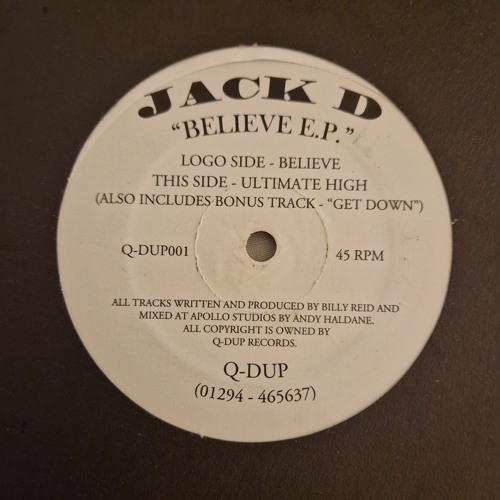 JACK D
"BELIEVE E.P."
LOGO SIDE - BELIEVE
THIS SIDE - ULTIMATE HIGH
(ALSO INCLUDES BONUS TRACK - "GET DOWN")
Q-DUP001
45 RPM
ALL TRACKS WRITTEN AND PRODUCED BY BILLY REID AND
MIXED AT APOLLO STUDIOS BY ANDY HALDANE.
ALL COPYRIGHT IS OWNED BY
Q-DUP RECORDS.
Q-DUP
(01294 - 465637)